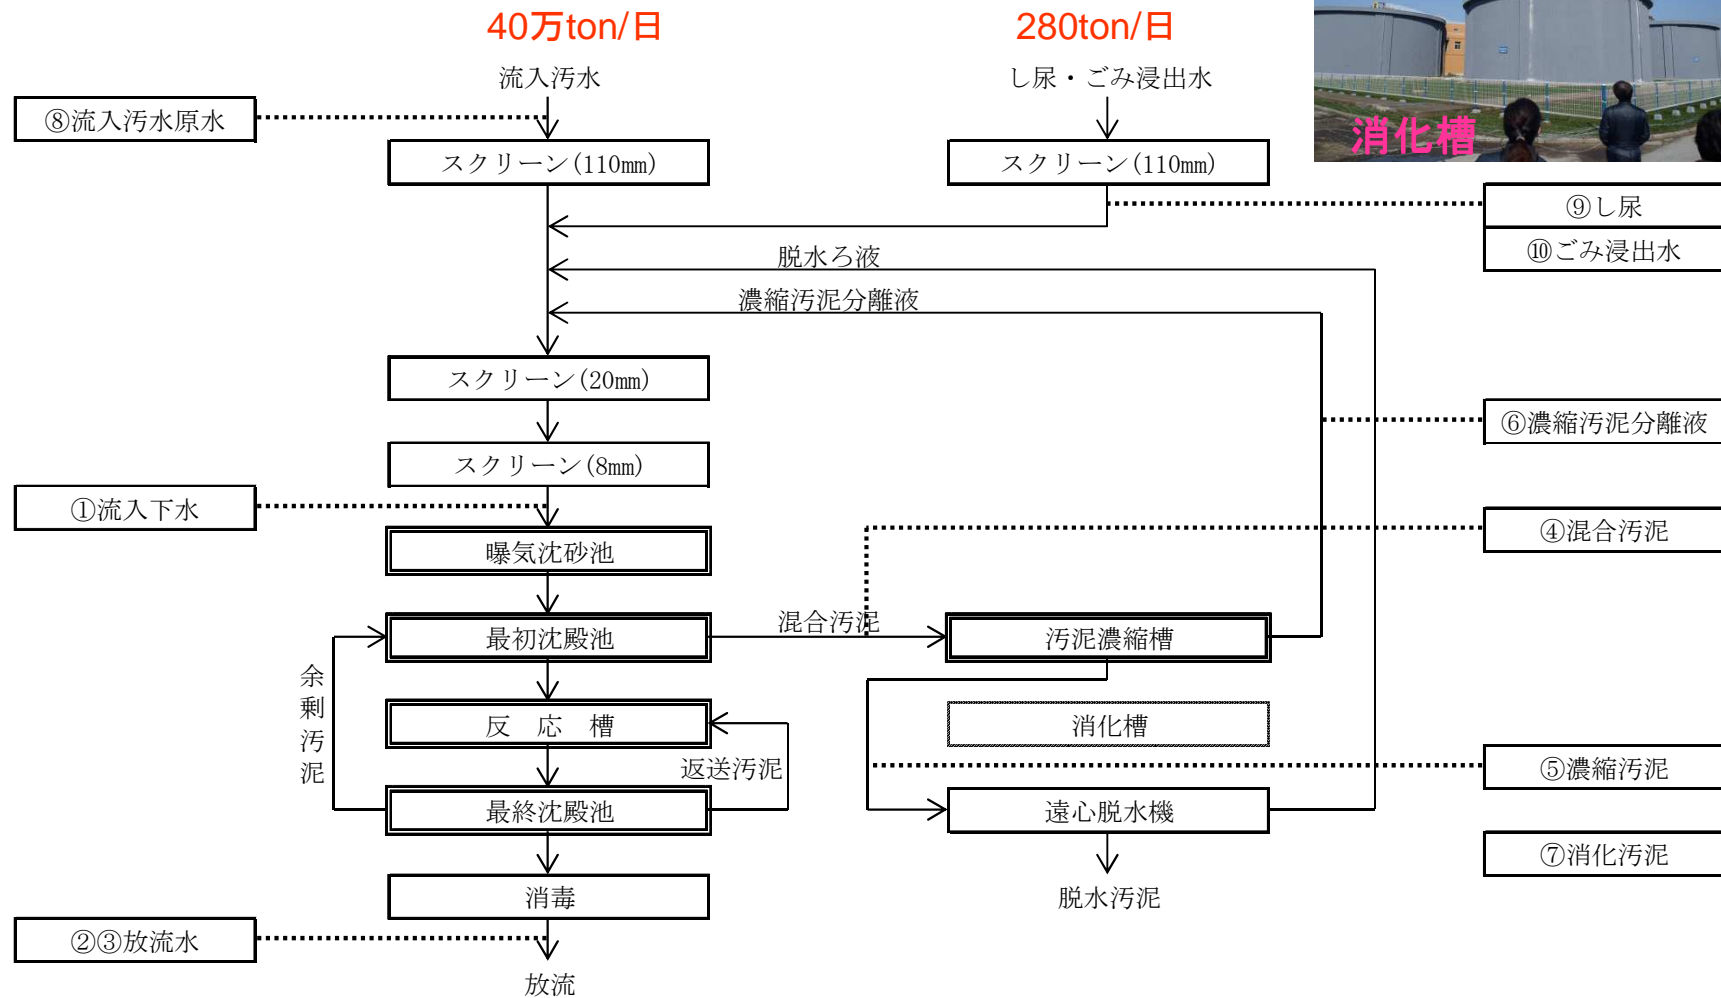 40万ton/日
280ton/日
流入汚水
し尿・ごみ浸出水
⑧流入汚水原水
消化槽
スクリーン(110㎜)
スクリーン(110㎜)
⑨し尿
⑩ごみ浸出水
脱水ろ液
濃縮汚泥分離液
スクリーン(20㎜)
⑥濃縮汚泥分離液
スクリーン(8㎜)
①流入下水
④混合汚泥
曝気沈砂池
混合汚泥
最初沈殿池
汚泥濃縮槽
余剰汚泥
反 応 槽
消化槽
返送汚泥
⑤濃縮汚泥
最終沈殿池
遠心脱水機
⑦消化汚泥
消毒
脱水汚泥
②③放流水
放流